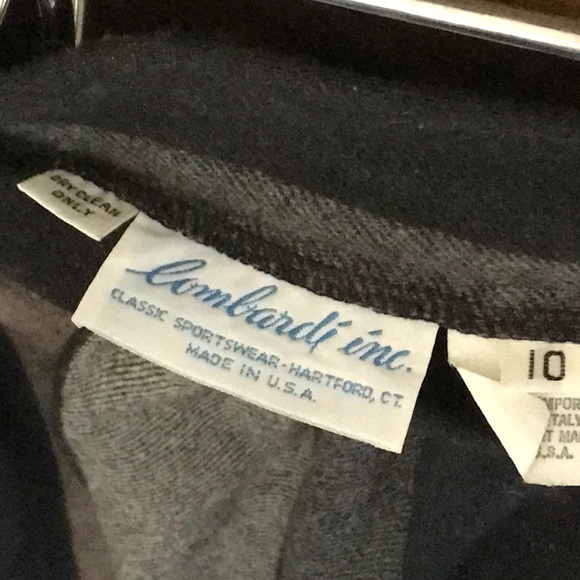 DRY CLEAN
ONLY
Lombardi inc.
CLASSIC SPORTSWEAR-HARTFORD, CT.
MADE IN U.S.A.
10
U.S.A.